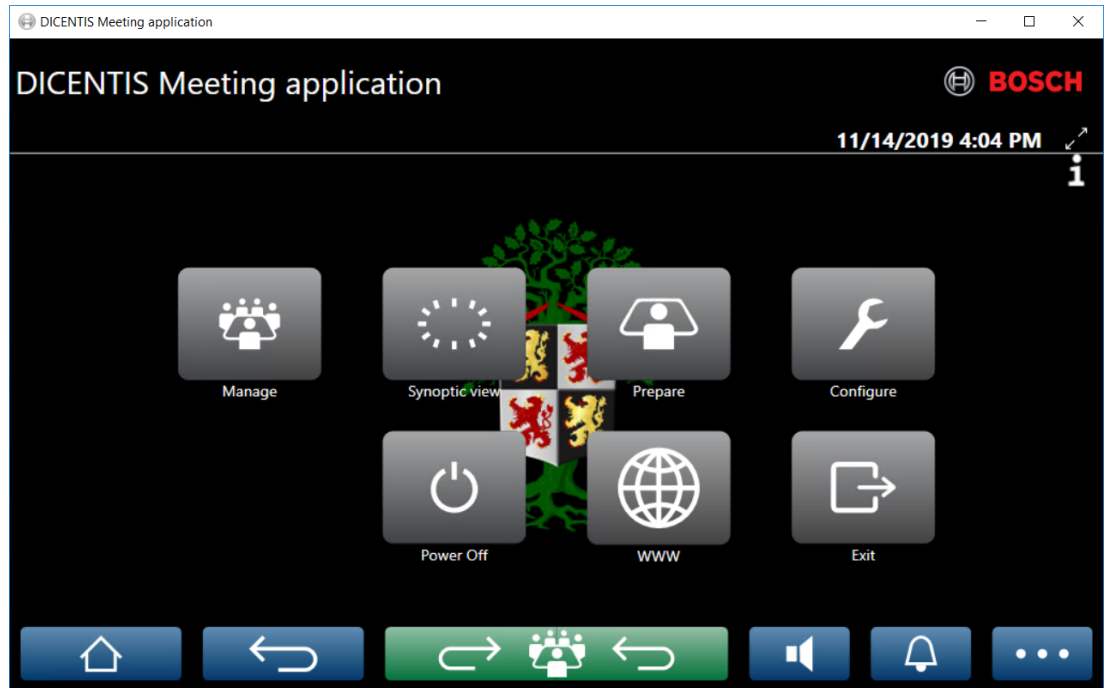 DICENTIS Meeting application
DICENTIS Meeting application
BOSCH
11/14/2019 4:04 PM
Manage
Synoptic view
Prepare
Configure
Power Off
WWW
Exit